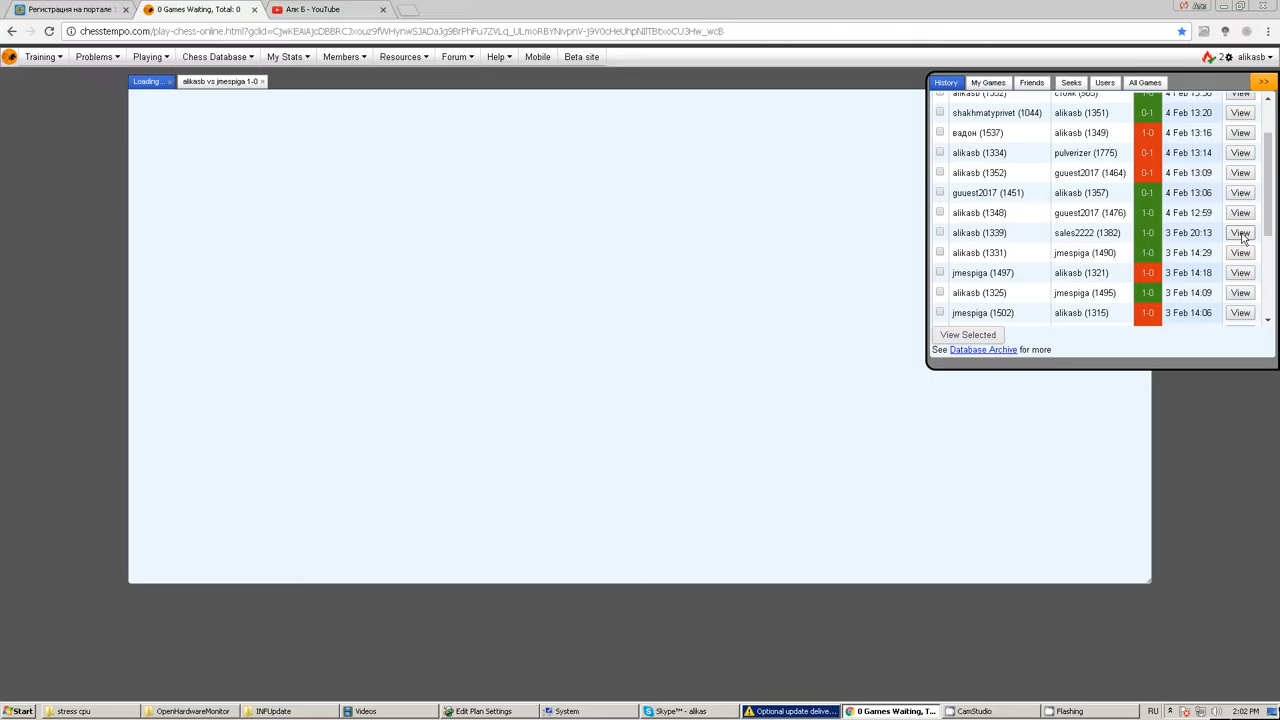 Регистрация на портале
0 Games Waiting, Total: 0
Алк Б - YouTube
Training
Problems
Playing
Chess Database
My Stats
Members
Resources
Forum
Help
Mobile
Beta site
2
alikasb
Loading...
alikasb vs jmespiga 1-0
History
My Games
Friends
Seeks
Users
All Games
>>
shakhmatyprivet (1044) alikasb (1351) 0-1 4 Feb 13:20 View
вадон (1537) alikasb (1349) 1-0 4 Feb 13:16 View
alikasb (1334) pulverizer (1775) 0-1 4 Feb 13:14 View
alikasb (1352) guuest2017 (1464) 0-1 4 Feb 13:09 View
guuest2017 (1451) alikasb (1357) 0-1 4 Feb 13:06 View
alikasb (1348) guuest2017 (1476) 1-0 4 Feb 12:59 View
alikasb (1339) sales2222 (1382) 1-0 3 Feb 20:13 View
alikasb (1331) jmespiga (1490) 1-0 3 Feb 14:29 View
jmespiga (1497) alikasb (1321) 1-0 3 Feb 14:18 View
alikasb (1325) jmespiga (1495) 1-0 3 Feb 14:09 View
jmespiga (1502) alikasb (1315) 1-0 3 Feb 14:06 View
View Selected
See Database Archive for more
Start
stress cpu
OpenHardwareMonitor
INFUpdate
Videos
Edit Plan Settings
System
Skype™ - alikas
Optional update delive...
0 Games Waiting, T...
CamStudio
Flashing
RU
2:02 PM